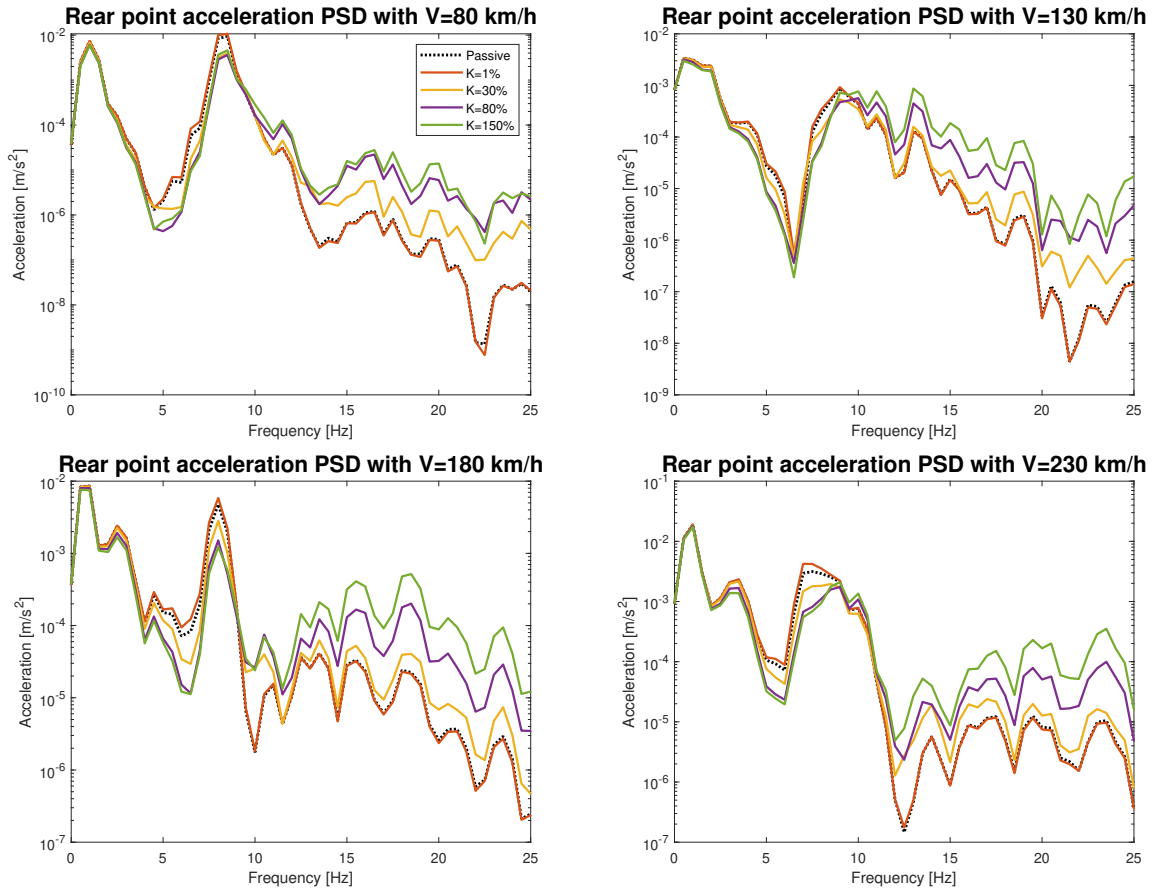 Rear point acceleration PSD with V=80 km/h
10^-2
10^-4
10^-6
10^-8
10^-10
Acceleration [m/s^2]
0 5 10 15 20 25
Frequency [Hz]
Passive
K=1%
K=30%
K=80%
K=150%
Rear point acceleration PSD with V=130 km/h
10^-2
10^-3
10^-4
10^-5
10^-6
10^-7
10^-8
10^-9
Acceleration [m/s^2]
0 5 10 15 20 25
Frequency [Hz]
Rear point acceleration PSD with V=180 km/h
10^-2
10^-3
10^-4
10^-5
10^-6
10^-7
Acceleration [m/s^2]
0 5 10 15 20 25
Frequency [Hz]
Rear point acceleration PSD with V=230 km/h
10^-1
10^-2
10^-3
10^-4
10^-5
10^-6
10^-7
Acceleration [m/s^2]
0 5 10 15 20 25
Frequency [Hz]